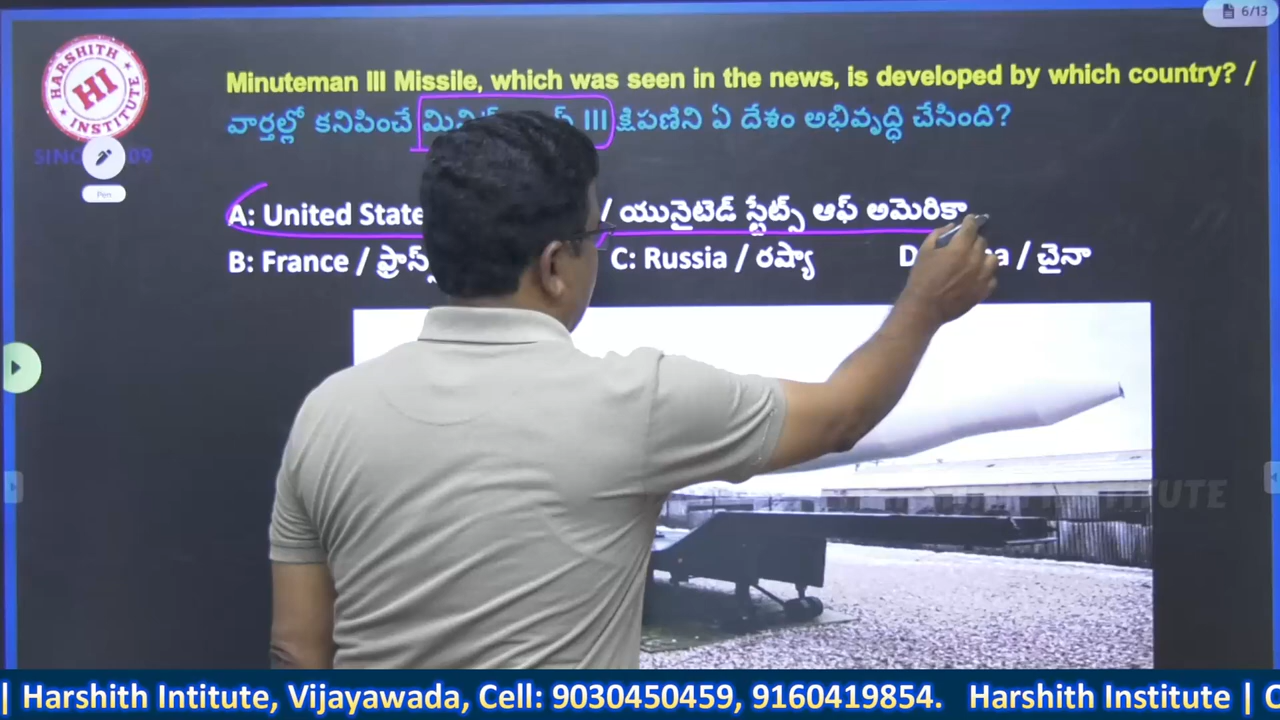 6/13
HARSHITH
HI
INSTITUTE
Minuteman III Missile, which was seen in the news, is developed by which country? /
వార్తల్లో కనిపించే III క్షిపణిని ఏ దేశం అభివృద్ధి చేసింది?
Pen
A: United State / యునైటెడ్ స్టేట్స్ ఆఫ్ అమెరికా
B: France / C: Russia / రష్యా D / చైనా
| Harshith Intitute, Vijayawada, Cell: 9030450459, 9160419854. Harshith Institute |